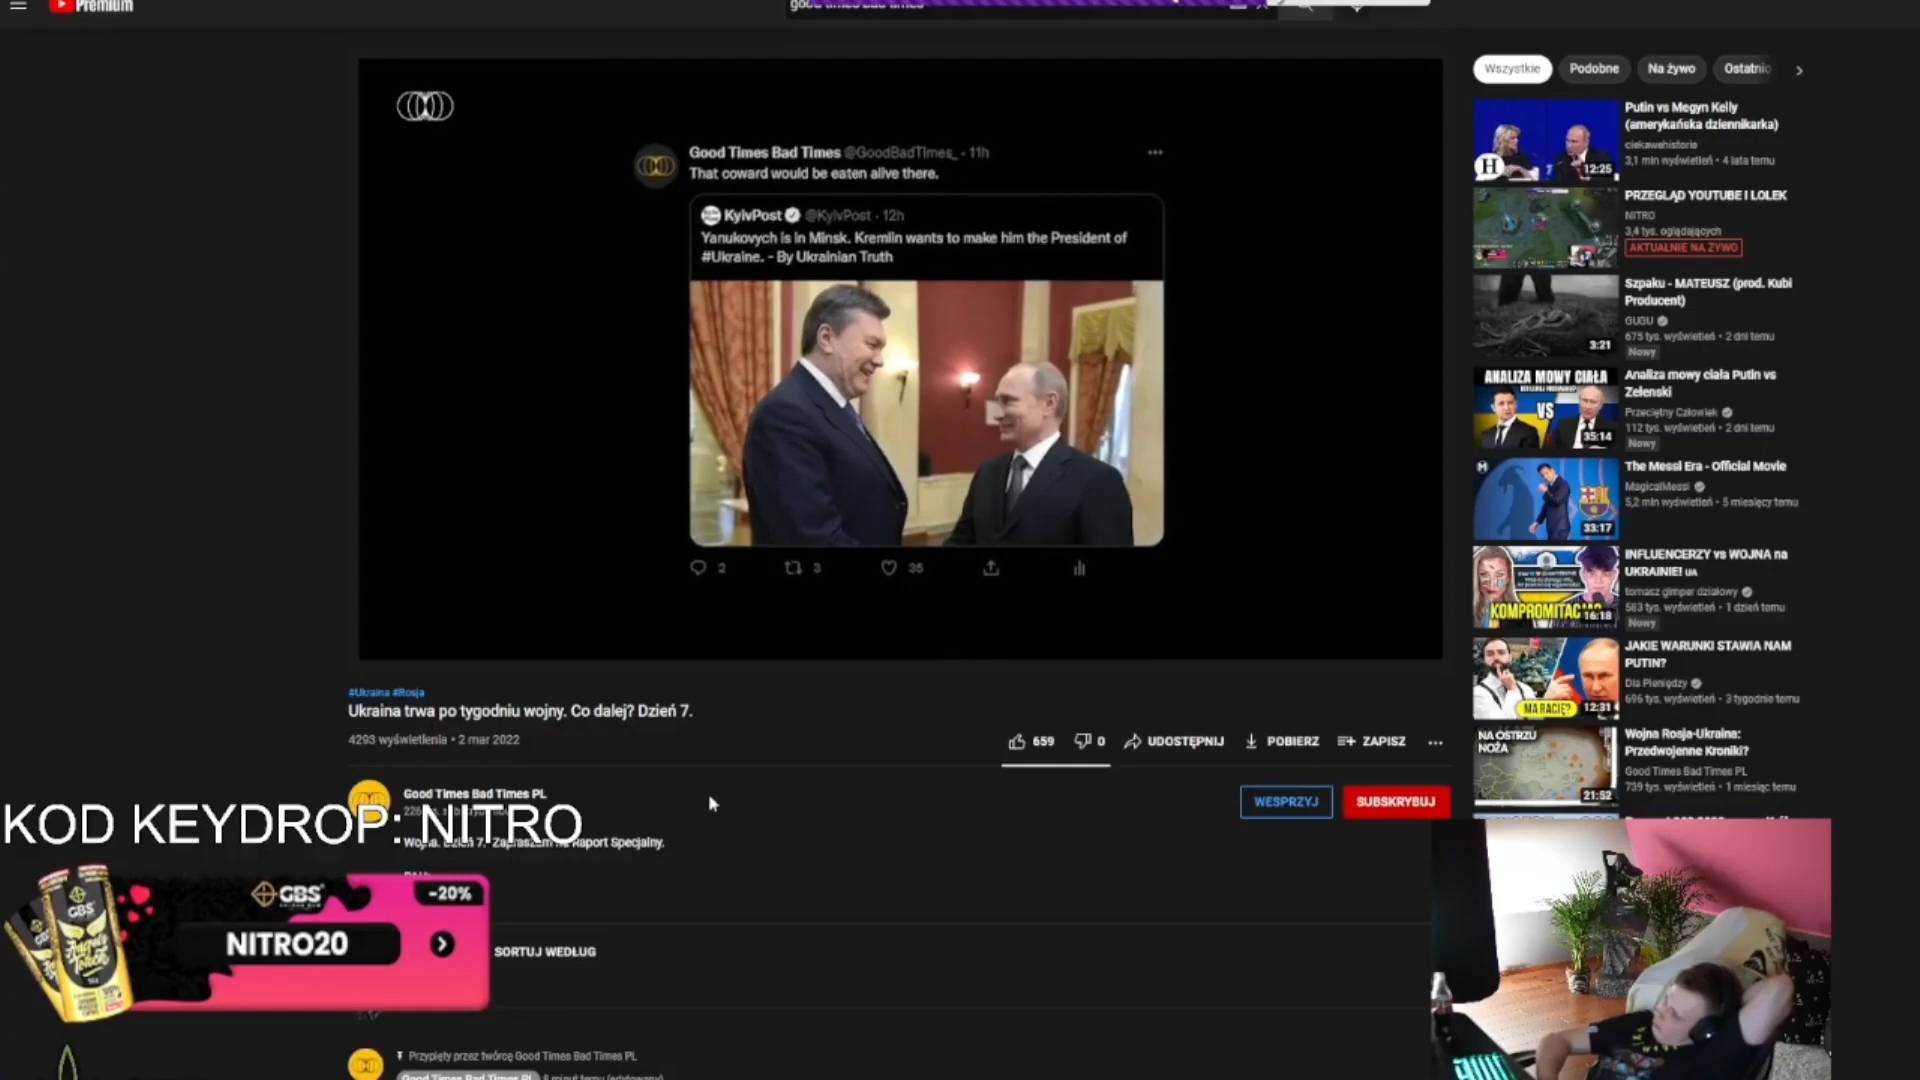 Premium
good times bad times
Good Times Bad Times @GoodBadTimes_ · 11h
That coward would be eaten alive there.
KyivPost @KyivPost · 12h
Yanukovych is in Minsk. Kremlin wants to make him the President of
#Ukraine. - By Ukrainian Truth
2 3 35
#Ukraina #Rosja
Ukraina trwa po tygodniu wojny. Co dalej? Dzień 7.
4293 wyświetlenia • 2 mar 2022
659 0 UDOSTĘPNIJ POBIERZ ZAPISZ
Good Times Bad Times PL
WESPRZYJ SUBSKRYBUJ
KOD KEYDROP: NITRO
Wojna. Dzień 7. Zapraszam na Raport Specjalny.
GBS
-20%
NITRO20
GBS
Angel's Touch
SORTUJ WEDŁUG
Przypięty przez twórcę Good Times Bad Times PL
Good Times Bad Times PL
Wszystkie Podobne Na żywo Ostatnio
Putin vs Megyn Kelly
(amerykańska dziennikarka)
ciekawehistorie
3,1 mln wyświetleń • 4 lata temu
H
12:25
PRZEGLĄD YOUTUBE I LOLEK
NITRO
3,4 tys. oglądających
AKTUALNIE NA ŻYWO
Szpaku - MATEUSZ (prod. Kubi
Producent)
GUGU
675 tys. wyświetleń • 2 dni temu
Nowy
3:21
ANALIZA MOWY CIAŁA
VS
35:14
Analiza mowy ciała Putin vs
Zełenski
Przeciętny Człowiek
112 tys. wyświetleń • 2 dni temu
Nowy
The Messi Era - Official Movie
MagicalMessi
5,2 mln wyświetleń • 5 miesięcy temu
33:17
INFLUENCERZY vs WOJNA na
UKRAINIE! UA
tomasz gimper działowy
583 tys. wyświetleń • 1 dzień temu
Nowy
16:18
JAKIE WARUNKI STAWIA NAM
PUTIN?
Dla Pieniędzy
696 tys. wyświetleń • 3 tygodnie temu
MA RACJĘ?
12:31
NA OSTRZU
NOŻA
21:52
Wojna Rosja-Ukraina:
Przedwojenne Kroniki?
Good Times Bad Times PL
739 tys. wyświetleń • 1 miesiąc temu